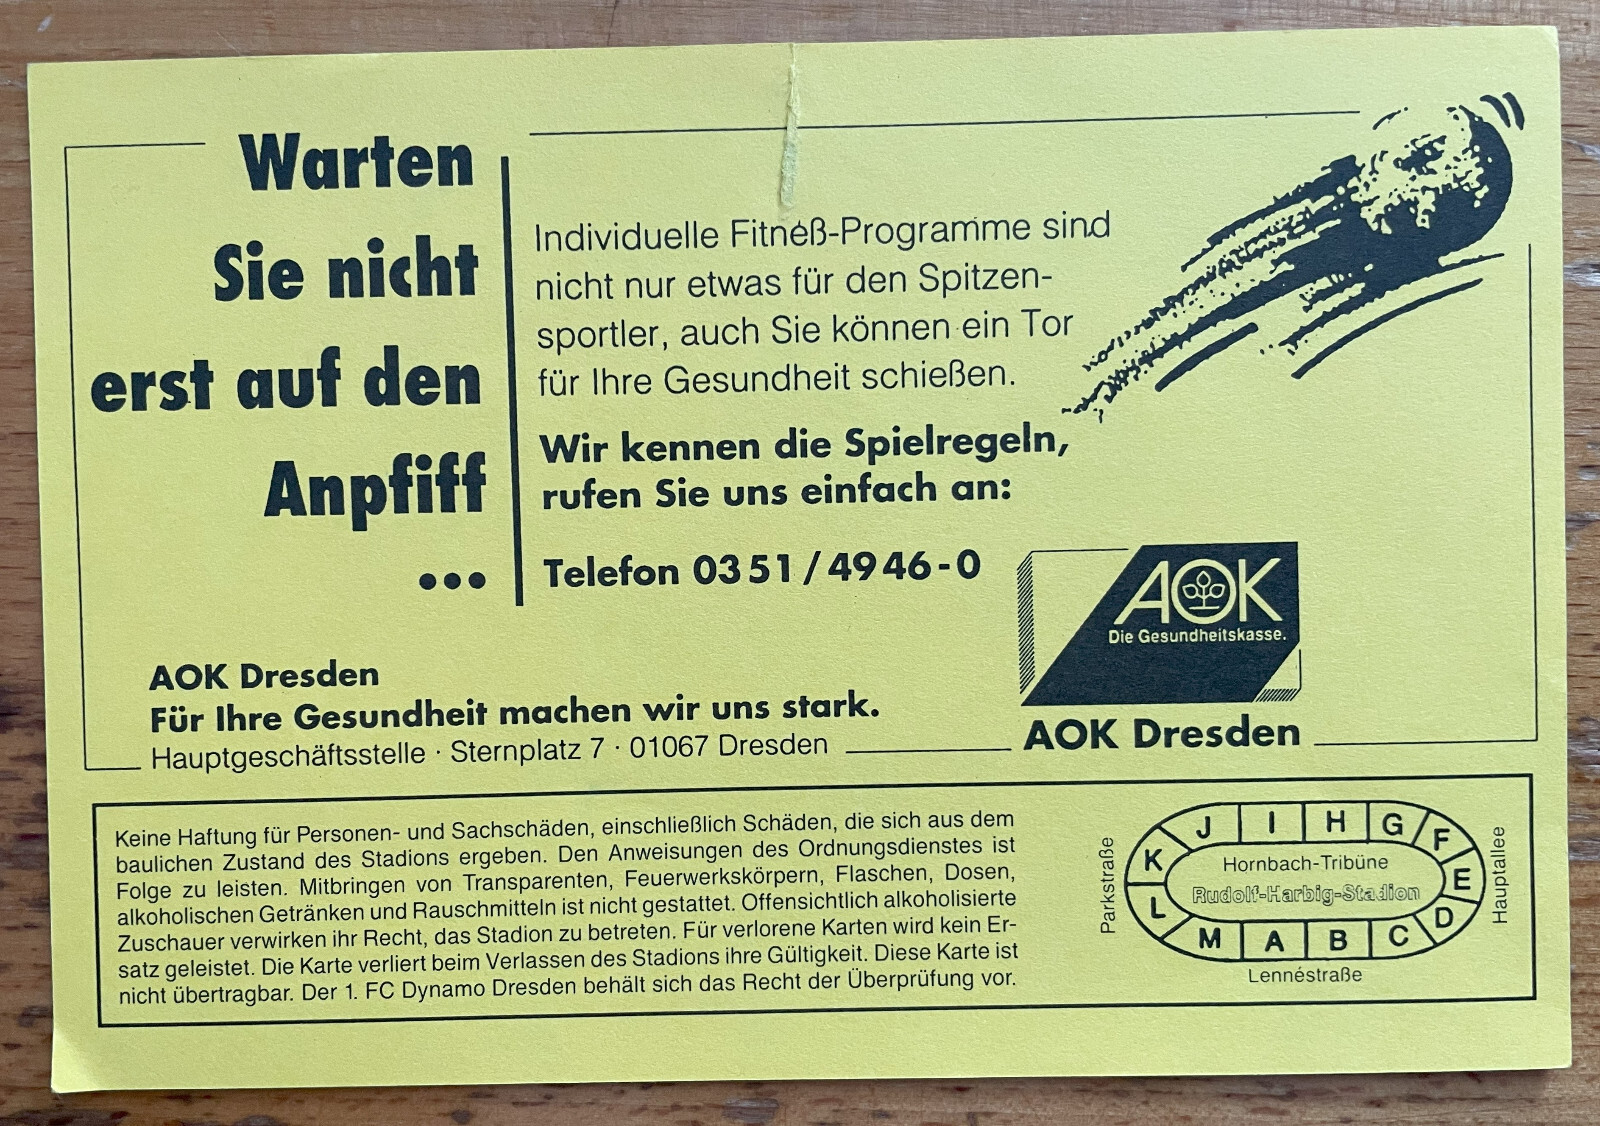 Warten
Sie nicht
erst auf den
Anpfiff
...
Individuelle Fitneß-Programme sind
nicht nur etwas für den Spitzen-
sportler, auch Sie können ein Tor
für Ihre Gesundheit schießen.
Wir kennen die Spielregeln,
rufen Sie uns einfach an:
Telefon 03 51 / 49 46 - 0
AOK
Die Gesundheitskasse.
AOK Dresden
AOK Dresden
Für Ihre Gesundheit machen wir uns stark.
Hauptgeschäftsstelle · Sternplatz 7 · 01067 Dresden
Keine Haftung für Personen- und Sachschäden, einschließlich Schäden, die sich aus dem
baulichen Zustand des Stadions ergeben. Den Anweisungen des Ordnungsdienstes ist
Folge zu leisten. Mitbringen von Transparenten, Feuerwerkskörpern, Flaschen, Dosen,
alkoholischen Getränken und Rauschmitteln ist nicht gestattet. Offensichtlich alkoholisierte
Zuschauer verwirken ihr Recht, das Stadion zu betreten. Für verlorene Karten wird kein Er-
satz geleistet. Die Karte verliert beim Verlassen des Stadions ihre Gültigkeit. Diese Karte ist
nicht übertragbar. Der 1. FC Dynamo Dresden behält sich das Recht der Überprüfung vor.
Parkstraße
J I H G F
K E
L D
M A B C
Hornbach-Tribüne
Rudolf-Harbig-Stadion
Hauptallee
Lennéstraße